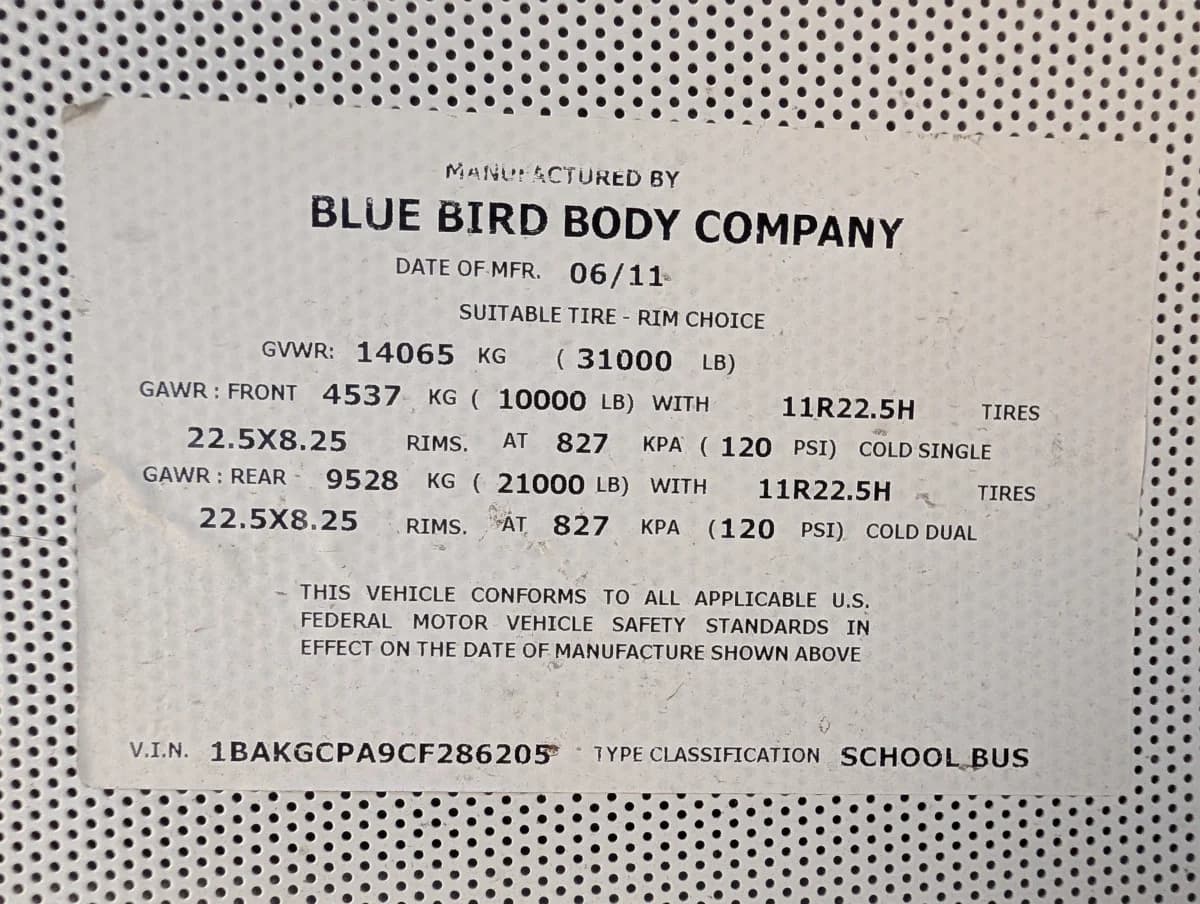 MANUFACTURED BY
BLUE BIRD BODY COMPANY
DATE OF MFR. 06/11
SUITABLE TIRE - RIM CHOICE
GVWR: 14065 KG ( 31000 LB)
GAWR : FRONT 4537 KG ( 10000 LB) WITH 11R22.5H TIRES
22.5X8.25 RIMS. AT 827 KPA ( 120 PSI) COLD SINGLE
GAWR : REAR 9528 KG ( 21000 LB) WITH 11R22.5H TIRES
22.5X8.25 RIMS. AT 827 KPA (120 PSI) COLD DUAL
THIS VEHICLE CONFORMS TO ALL APPLICABLE U.S.
FEDERAL MOTOR VEHICLE SAFETY STANDARDS IN
EFFECT ON THE DATE OF MANUFACTURE SHOWN ABOVE
V.I.N. 1BAKGCPA9CF286205 TYPE CLASSIFICATION SCHOOL BUS